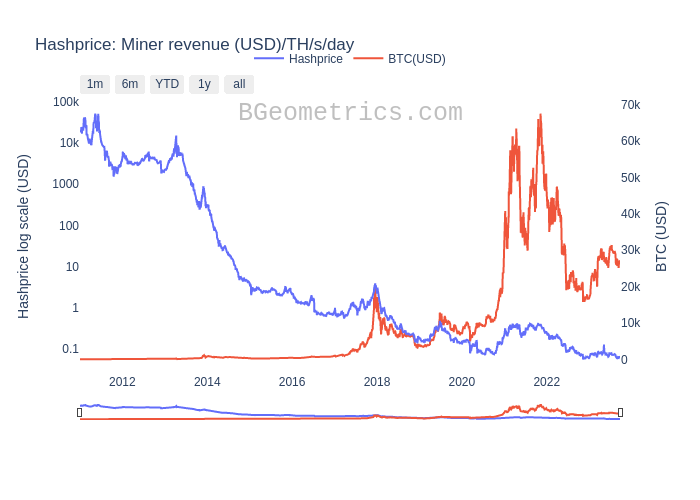 Hashprice: Miner revenue (USD)/TH/s/day
Hashprice BTC(USD)
1m 6m YTD 1y all
BGeometrics.com
100k
10k
1000
100
10
1
0.1
Hashprice log scale (USD)
70k
60k
50k
40k
30k
20k
10k
0
BTC (USD)
2012 2014 2016 2018 2020 2022